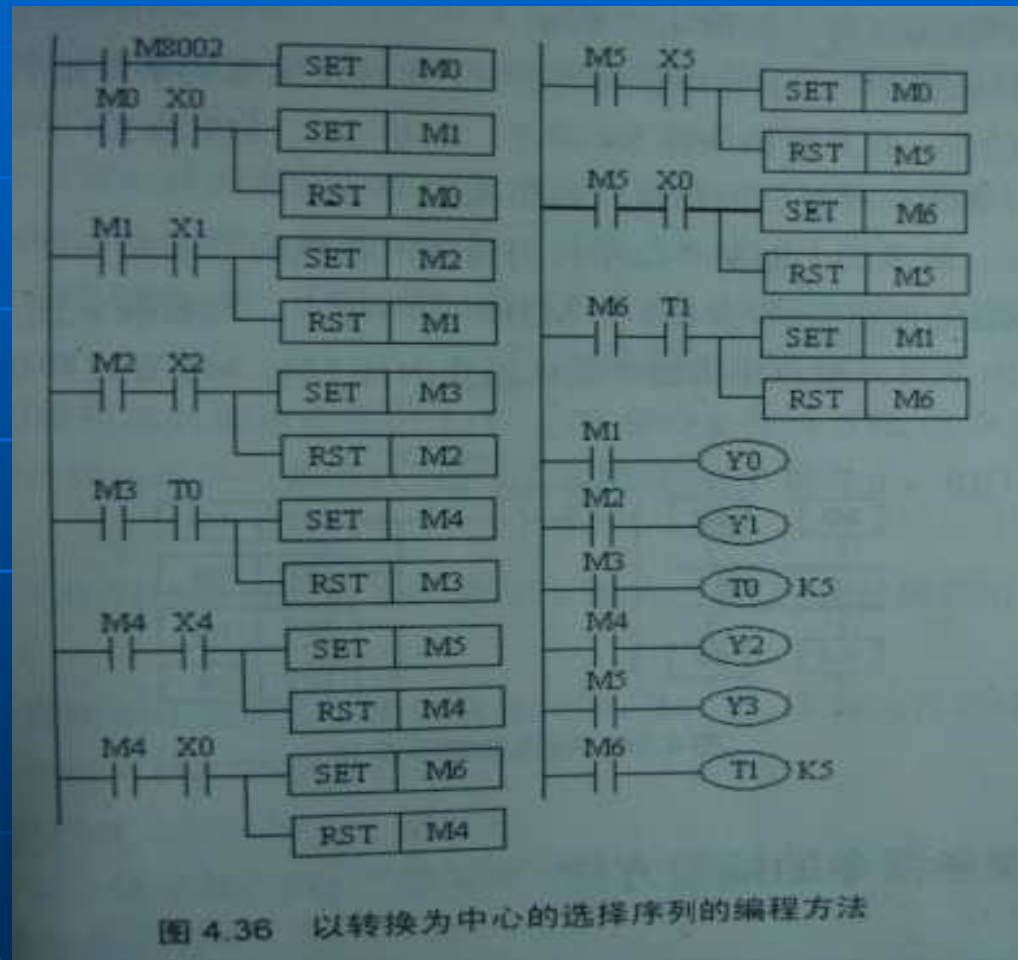 M8002
SET M0
M0 X0
SET M1
RST M0
M1 X1
SET M2
RST M1
M2 X2
SET M3
RST M2
M3 T0
SET M4
RST M3
M4 X4
SET M5
RST M4
M4 X0
SET M6
RST M4
M5 X5
SET M0
RST M5
M5 X0
SET M6
RST M5
M6 T1
SET M1
RST M6
M1
Y0
M2
Y1
M3
T0 K5
M4
Y2
M5
Y3
M6
T1 K5
图 4.36 以转换为中心的选择序列的编程方法